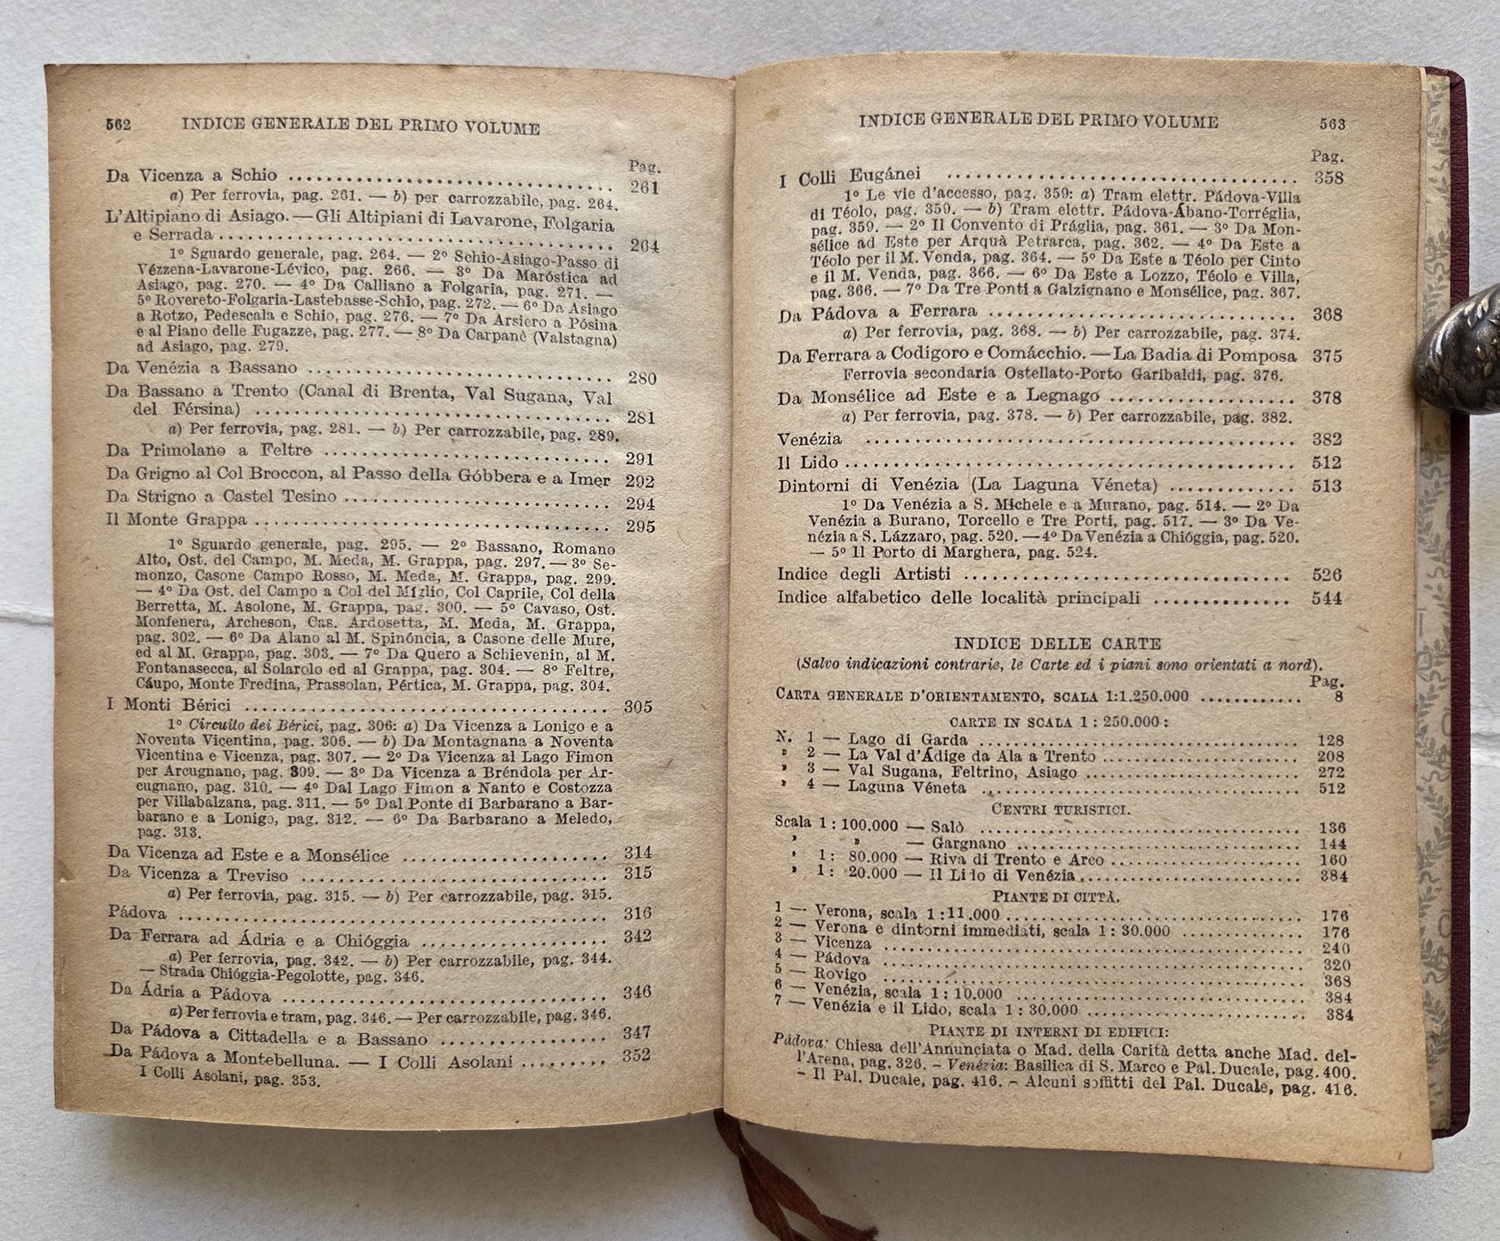 562 INDICE GENERALE DEL PRIMO VOLUME
Pag.
Da Vicenza a Schio ........................................ 261
a) Per ferrovia, pag. 261. — b) per carrozzabile, pag. 264.
L'Altipiano di Asiago. — Gli Altipiani di Lavarone, Folgaria
e Serrada ........................................ 264
1º Sguardo generale, pag. 264. — 2º Schio-Asiago-Passo di
Vézzena-Lavarone-Lévico, pag. 266. — 3º Da Maróstica ad
Asiago, pag. 270. — 4º Da Calliano a Folgaria, pag. 271. —
5º Rovereto-Folgaria-Lastebasse-Schio, pag. 272. — 6º Da Asiago
a Rotzo, Pedescala e Schio, pag. 276. — 7º Da Arsiero a Pósina
e al Piano delle Fugazze, pag. 277. — 8º Da Carpanè (Valstagna)
ad Asiago, pag. 279.
Da Venézia a Bassano ........................................ 280
Da Bassano a Trento (Canal di Brenta, Val Sugana, Val
del Férsina) ........................................ 281
a) Per ferrovia, pag. 281. — b) Per carrozzabile, pag. 289.
Da Primolano a Feltre ........................................ 291
Da Grigno al Col Broccon, al Passo della Góbbera e a Imer 292
Da Strigno a Castel Tesino ........................................ 294
Il Monte Grappa ........................................ 295
1º Sguardo generale, pag. 295. — 2º Bassano, Romano
Alto, Ost. del Campo, M. Meda, M. Grappa, pag. 297. — 3º Se-
monzo, Casone Campo Rosso, M. Meda, M. Grappa, pag. 299.
— 4º Da Ost. del Campo a Col del Miglio, Col Caprile, Col della
Berretta, M. Asolone, M. Grappa, pag. 300. — 5º Cavaso, Ost.
Monfenera, Archeson, Cas. Ardosetta, M. Meda, M. Grappa,
pag. 302. — 6º Da Alano al M. Spinóncia, a Casone delle Mure,
ed al M. Grappa, pag. 303. — 7º Da Quero a Schievenin, al M.
Fontanasecca, al Solarolo ed al Grappa, pag. 304. — 8º Feltre,
Cáupo, Monte Fredina, Prassolan, Pértica, M. Grappa, pag. 304.
I Monti Bérici ........................................ 305
1º Circuito dei Bérici, pag. 306: a) Da Vicenza a Lonigo e a
Noventa Vicentina, pag. 306. — b) Da Montagnana a Noventa
Vicentina e Vicenza, pag. 307. — 2º Da Vicenza al Lago Fimon
per Arcugnano, pag. 309. — 3º Da Vicenza a Bréndola per Ar-
cugnano, pag. 310. — 4º Dal Lago Fimon a Nanto e Costozza
per Villabalzana, pag. 311. — 5º Dal Ponte di Barbarano a Bar-
barano e a Lonigo, pag. 312. — 6º Da Barbarano a Meledo,
pag. 313.
Da Vicenza ad Este e a Monsélice ........................................ 314
Da Vicenza a Treviso ........................................ 315
a) Per ferrovia, pag. 315. — b) Per carrozzabile, pag. 315.
Pádova ........................................ 316
Da Ferrara ad Ádria e a Chióggia ........................................ 342
a) Per ferrovia, pag. 342. — b) Per carrozzabile, pag. 344.
— Strada Chióggia-Pegolotte, pag. 346.
Da Ádria a Pádova ........................................ 346
a) Per ferrovia e tram, pag. 346. — Per carrozzabile, pag. 346.
Da Pádova a Cittadella e a Bassano ........................................ 347
Da Pádova a Montebelluna. — I Colli Asolani ......... 352
I Colli Asolani, pag. 353.
INDICE GENERALE DEL PRIMO VOLUME 563
Pag.
I Colli Eugánei ........................................ 358
1º Le vie d'accesso, pag. 359: a) Tram elettr. Pádova-Villa
di Téolo, pag. 359. — b) Tram elettr. Pádova-Ábano-Torréglia,
pag. 359. — 2º Il Convento di Práglia, pag. 361. — 3º Da Mon-
sélice ad Este per Arquà Petrarca, pag. 362. — 4º Da Este a
Téolo per il M. Venda, pag. 364. — 5º Da Este a Téolo per Cinto
e il M. Venda, pag. 366. — 6º Da Este a Lozzo, Téolo e Villa,
pag. 366. — 7º Da Tre Ponti a Galzignano e Monsélice, pag. 367.
Da Pádova a Ferrara ........................................ 368
a) Per ferrovia, pag. 368. — b) Per carrozzabile, pag. 374.
Da Ferrara a Codigoro e Comácchio. — La Badia di Pomposa 375
Ferrovia secondaria Ostellato-Porto Garibaldi, pag. 376.
Da Monsélice ad Este e a Legnago ........................................ 378
a) Per ferrovia, pag. 378. — b) Per carrozzabile, pag. 382.
Venézia ........................................ 382
Il Lido ........................................ 512
Dintorni di Venézia (La Laguna Véneta) ............. 513
1º Da Venézia a S. Michele e a Murano, pag. 514. — 2º Da
Venézia a Burano, Torcello e Tre Porti, pag. 517. — 3º Da Ve-
nézia a S. Lázzaro, pag. 520. — 4º Da Venézia a Chióggia, pag. 520.
— 5º Il Porto di Marghera, pag. 524.
Indice degli Artisti ........................................ 526
Indice alfabetico delle località principali ............. 544
INDICE DELLE CARTE
(Salvo indicazioni contrarie, le Carte ed i piani sono orientati a nord).
Pag.
CARTA GENERALE D'ORIENTAMENTO, SCALA 1:1.250.000 ............ 8
CARTE IN SCALA 1 : 250.000 :
N. 1 — Lago di Garda ........................................ 128
» 2 — La Val d'Ádige da Ala a Trento ........................ 208
» 3 — Val Sugana, Feltrino, Asiago ........................ 272
» 4 — Laguna Véneta ........................................ 512
CENTRI TURISTICI.
Scala 1 : 100.000 — Salò ........................................ 136
» » — Gargnano ........................................ 144
» 1 : 80.000 — Riva di Trento e Arco ........................ 160
» 1 : 20.000 — Il Lido di Venézia ........................ 384
PIANTE DI CITTÀ.
1 — Verona, scala 1 : 11.000 ........................................ 176
2 — Verona e dintorni immediati, scala 1 : 30.000 ............. 176
3 — Vicenza ........................................ 240
4 — Pádova ........................................ 320
5 — Rovigo ........................................ 368
6 — Venézia, scala 1 : 10.000 ........................................ 384
7 — Venézia e il Lido, scala 1 : 30.000 ........................ 384
PIANTE DI INTERNI DI EDIFICI:
Pádova: Chiesa dell'Annunciata o Mad. della Carità detta anche Mad. del-
l'Arena, pag. 326. – Venézia: Basilica di S. Marco e Pal. Ducale, pag. 400.
– Il Pal. Ducale, pag. 416. – Alcuni soffitti del Pal. Ducale, pag. 416.